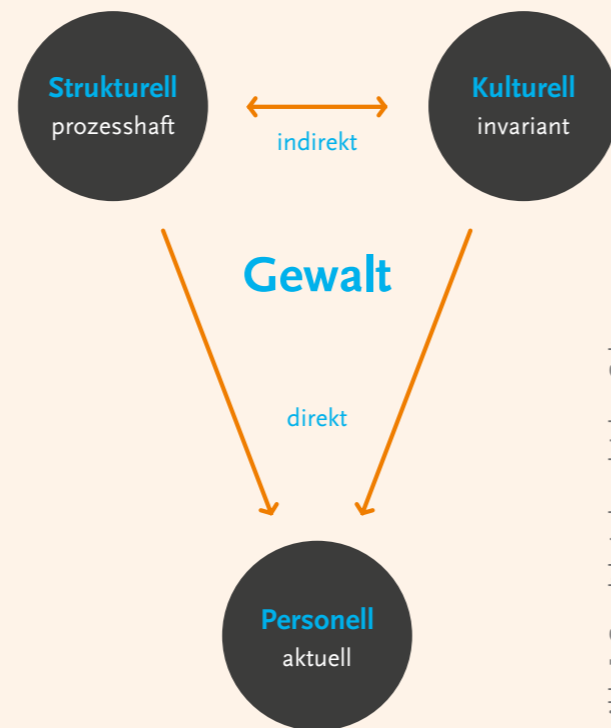 Strukturell
prozesshaft
Kulturell
invariant
indirekt
Gewalt
direkt
Personell
aktuell